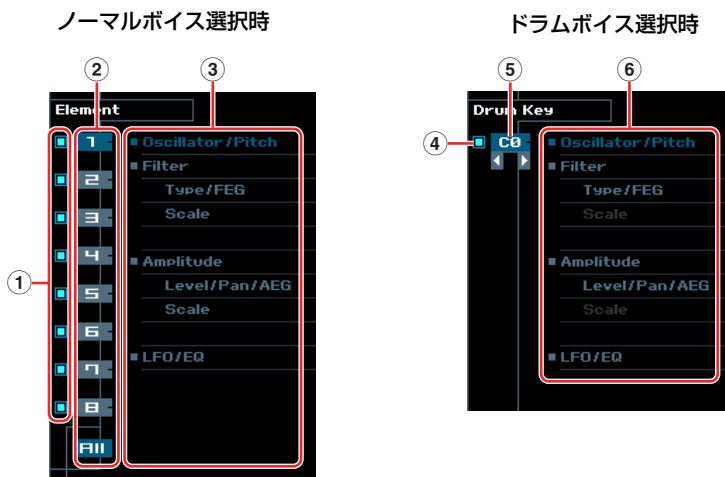 ノーマルボイス選択時
② ③
Element
①
1
2
3
4
5
6
7
8
All
Oscillator/Pitch
Filter
Type/FEG
Scale
Amplitude
Level/Pan/AEG
Scale
LFO/EQ
ドラムボイス選択時
⑤ ⑥
Drum Key
④
C0
Oscillator/Pitch
Filter
Type/FEG
Scale
Amplitude
Level/Pan/AEG
Scale
LFO/EQ